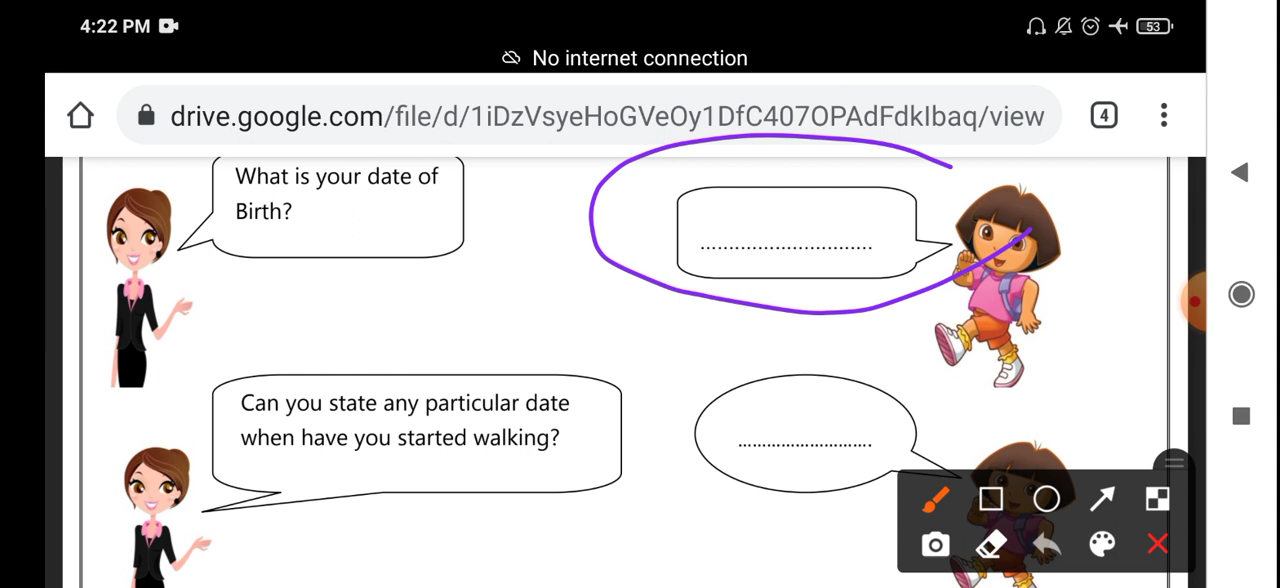 4:22 PM
53
No internet connection
drive.google.com/file/d/1iDzVsyeHoGVeOy1DfC407OPAdFdkIbaq/view
4
What is your date of
Birth?
............................
Can you state any particular date
when have you started walking?
..........................